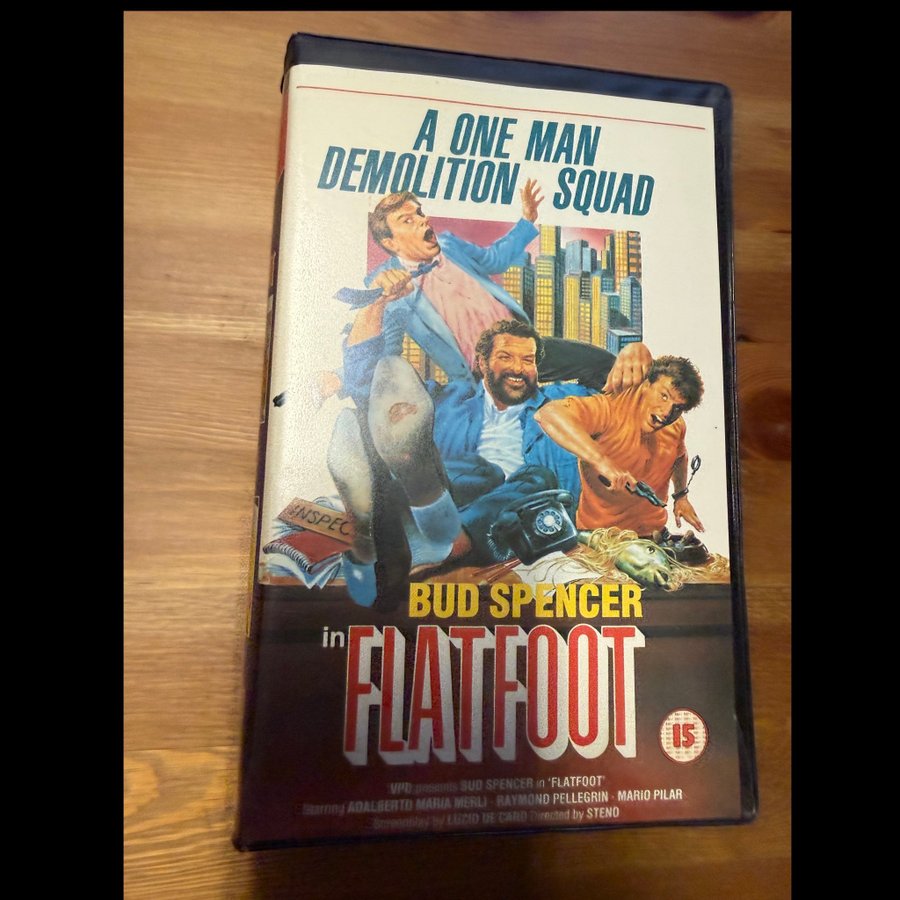 A ONE MAN
DEMOLITION SQUAD
INSPEC
BUD SPENCER
in FLATFOOT
15
VPD presents BUD SPENCER in 'FLATFOOT'
Starring ADALBERTO MARIA MERLI · RAYMOND PELLEGRIN · MARIO PILAR
Screenplay by LUCIO DE CARO Directed by STENO